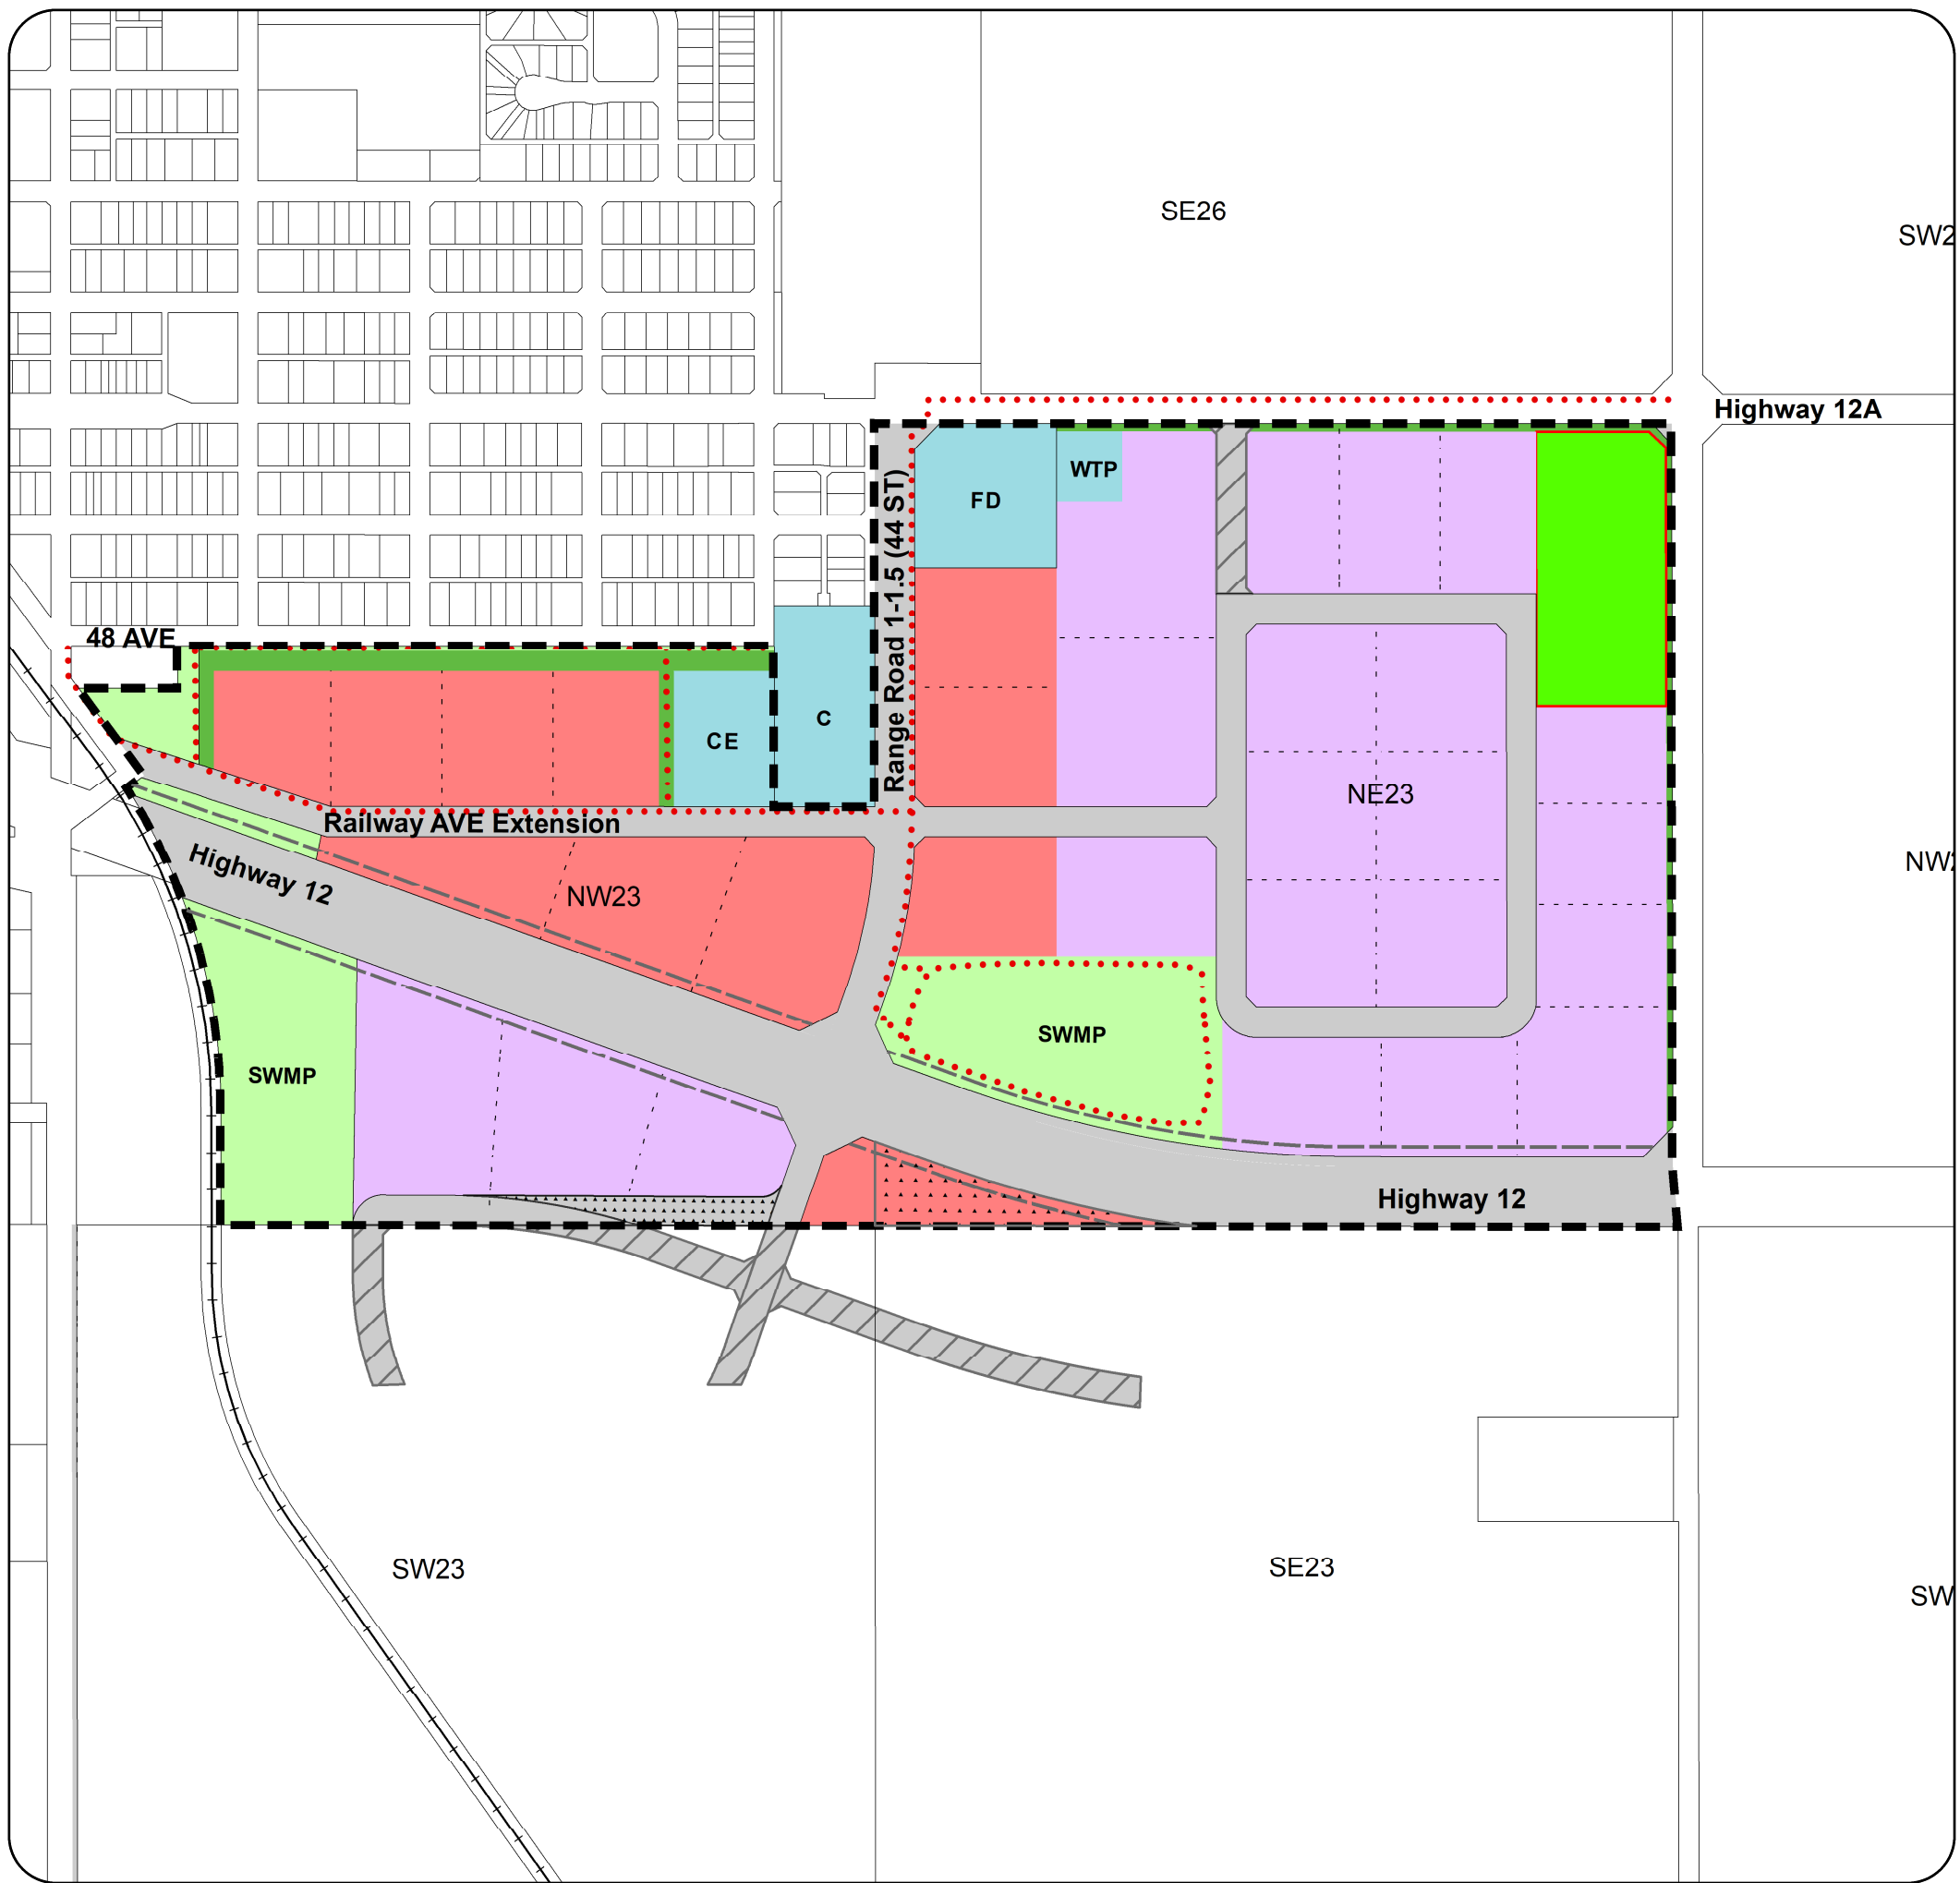 SE26
SW2
Highway 12A
WTP
FD
Range Road 1-1.5 (44 ST)
48 AVE
C
CE
NE23
Railway AVE Extension
Highway 12
NW23
NW2
SWMP
SWMP
Highway 12
SW23
SE23
SW